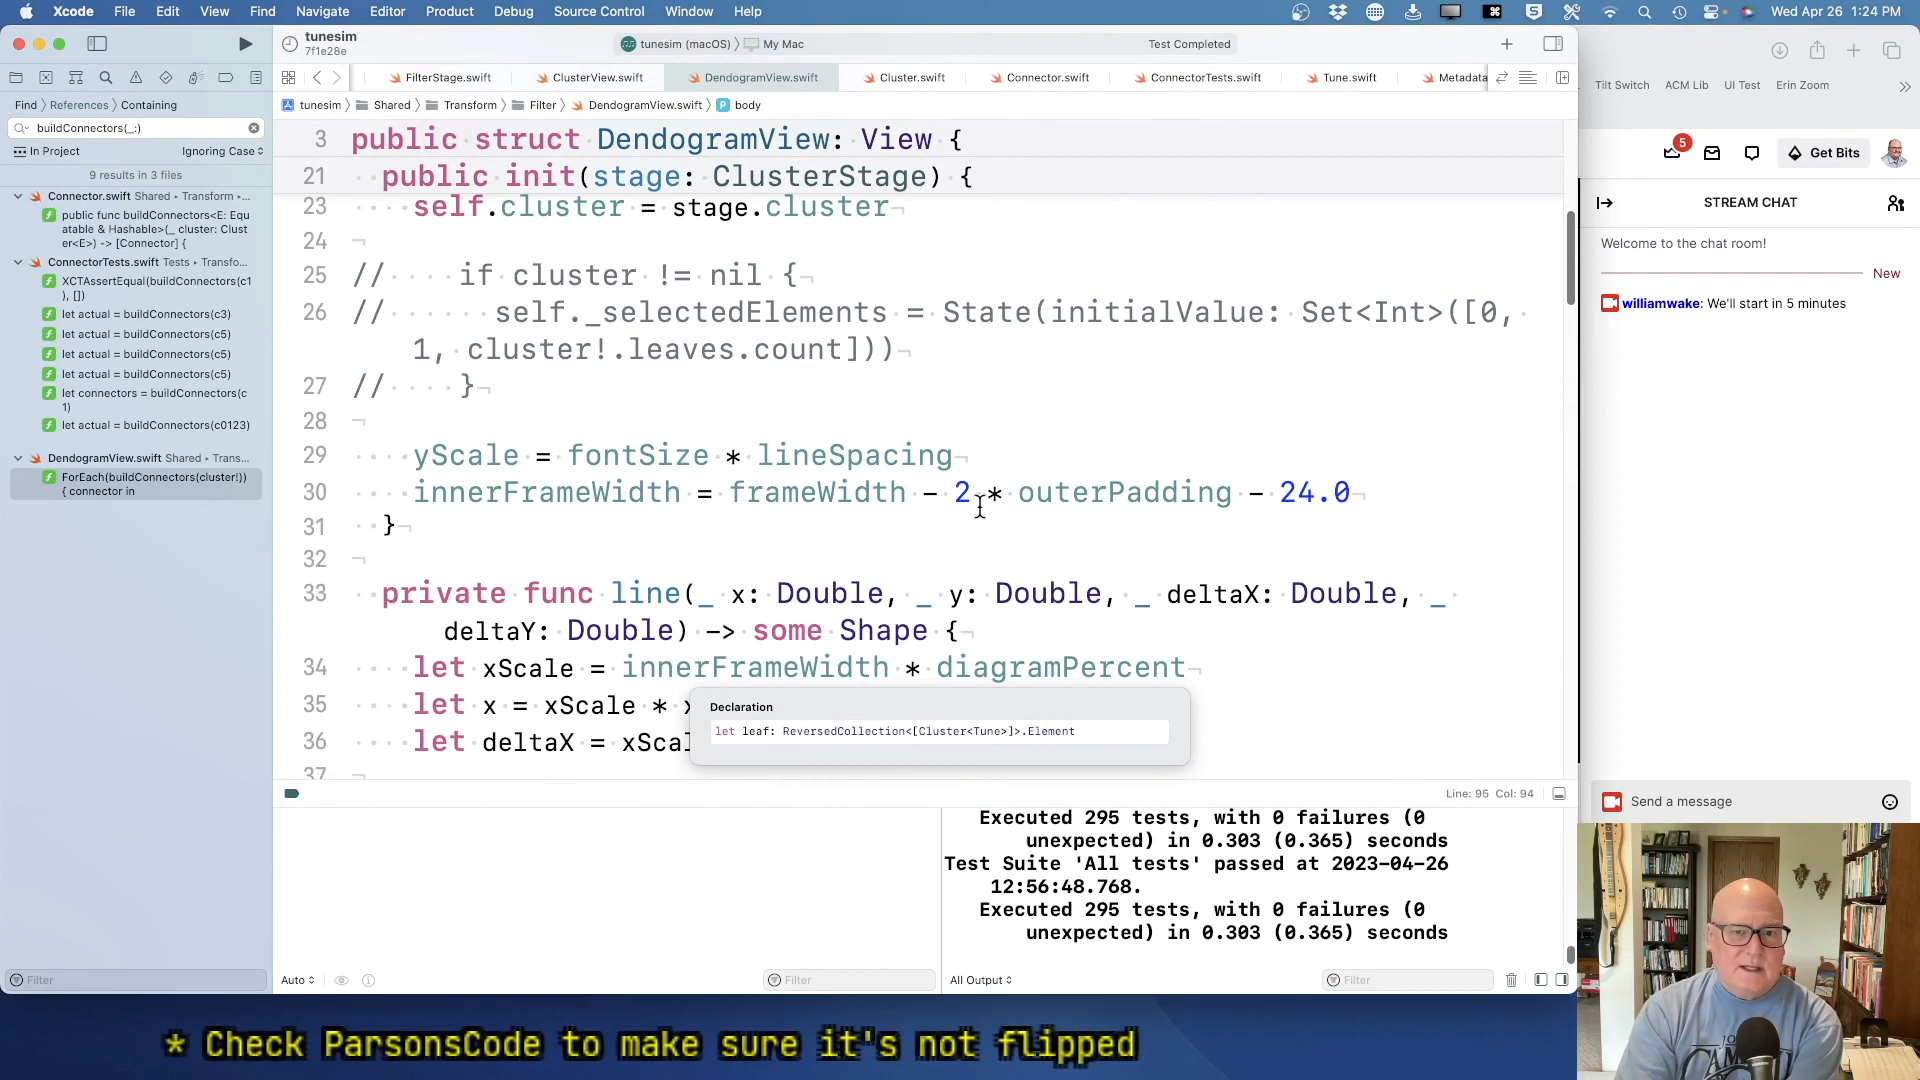 Xcode File Edit View Find Navigate Editor Product Debug Source Control Window Help Wed Apr 26 1:24 PM
tunesim
7f1e28e
tunesim (macOS) My Mac
Test Completed
FilterStage.swift ClusterView.swift DendogramView.swift Cluster.swift Connector.swift ConnectorTests.swift Tune.swift Metadata
tunesim Shared Transform Filter DendogramView.swift body
Find References Containing
buildConnectors(_:)
In Project Ignoring Case
9 results in 3 files
Connector.swift Shared ▸ Transform ▸...
public func buildConnectors<E: Equ
atable & Hashable>(_ cluster: Clust
er<E>) -> [Connector] {
ConnectorTests.swift Tests ▸ Transfo...
XCTAssertEqual(buildConnectors(c1
), [])
let actual = buildConnectors(c3)
let actual = buildConnectors(c5)
let actual = buildConnectors(c5)
let actual = buildConnectors(c5)
let connectors = buildConnectors(c
1)
let actual = buildConnectors(c0123)
DendogramView.swift Shared ▸ Trans...
ForEach(buildConnectors(cluster!))
{ connector in
Filter
3 public struct DendogramView: View {
21 public init(stage: ClusterStage) {
23 self.cluster = stage.cluster
24
25 // if cluster != nil {
26 // self._selectedElements = State(initialValue: Set<Int>([0,
1, cluster!.leaves.count]))
27 // }
28
29 yScale = fontSize * lineSpacing
30 innerFrameWidth = frameWidth - 2 * outerPadding - 24.0
31 }
32
33 private func line(_ x: Double, _ y: Double, _ deltaX: Double, _
deltaY: Double) -> some Shape {
34 let xScale = innerFrameWidth * diagramPercent
35 let x = xScale *
36 let deltaX = xScal
37
Declaration
let leaf: ReversedCollection<[Cluster<Tune>]>.Element
Line: 95 Col: 94
Executed 295 tests, with 0 failures (0
unexpected) in 0.303 (0.365) seconds
Test Suite 'All tests' passed at 2023-04-26
12:56:48.768.
Executed 295 tests, with 0 failures (0
unexpected) in 0.303 (0.365) seconds
Auto Filter All Output Filter
Tilt Switch ACM Lib UI Test Erin Zoom
5
Get Bits
STREAM CHAT
Welcome to the chat room!
New
williamwake: We'll start in 5 minutes
Send a message
* Check ParsonsCode to make sure it's not flipped